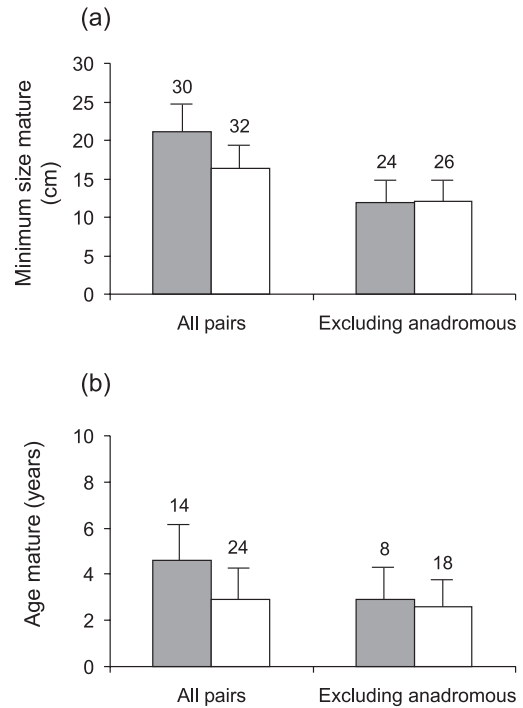 (a)
Minimum size mature
(cm)
30
25
20
15
10
5
0
30
32
24
26
All pairs
Excluding anadromous
(b)
Age mature (years)
10
8
6
4
2
0
14
24
8
18
All pairs
Excluding anadromous